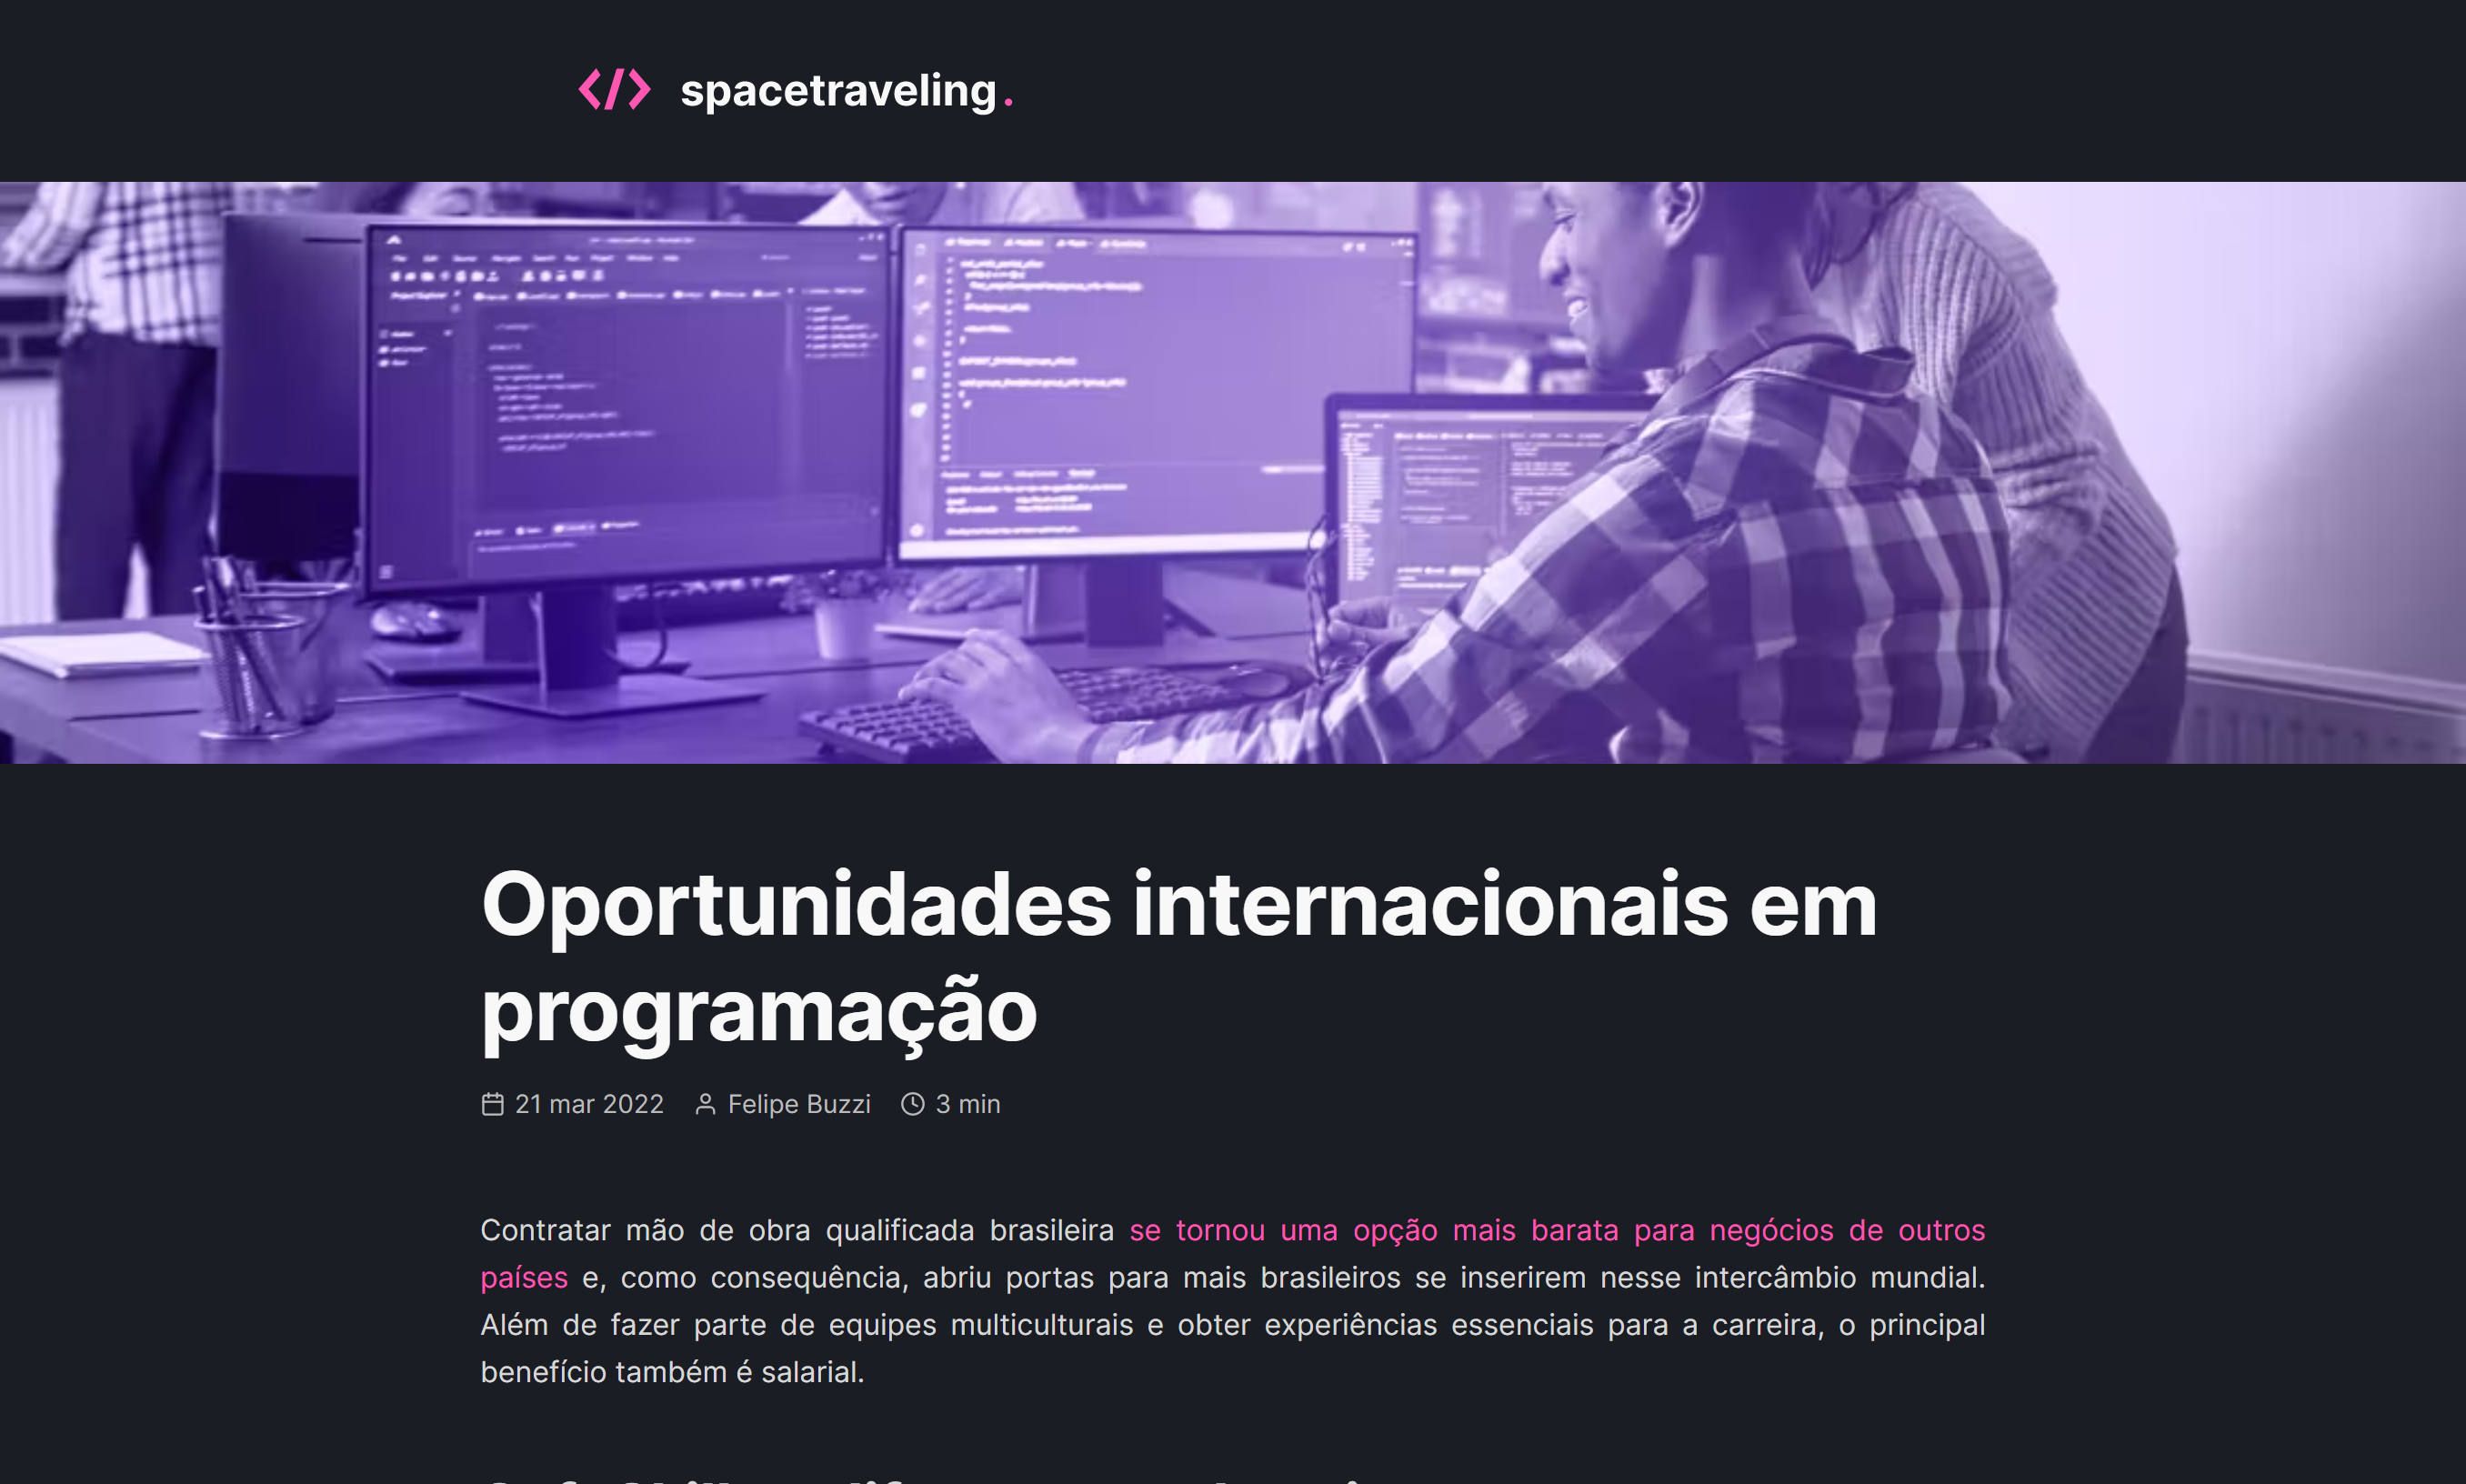 </> spacetraveling.
Oportunidades internacionais em
programação
21 mar 2022 Felipe Buzzi 3 min
Contratar mão de obra qualificada brasileira se tornou uma opção mais barata para negócios de outros
países e, como consequência, abriu portas para mais brasileiros se inserirem nesse intercâmbio mundial.
Além de fazer parte de equipes multiculturais e obter experiências essenciais para a carreira, o principal
benefício também é salarial.